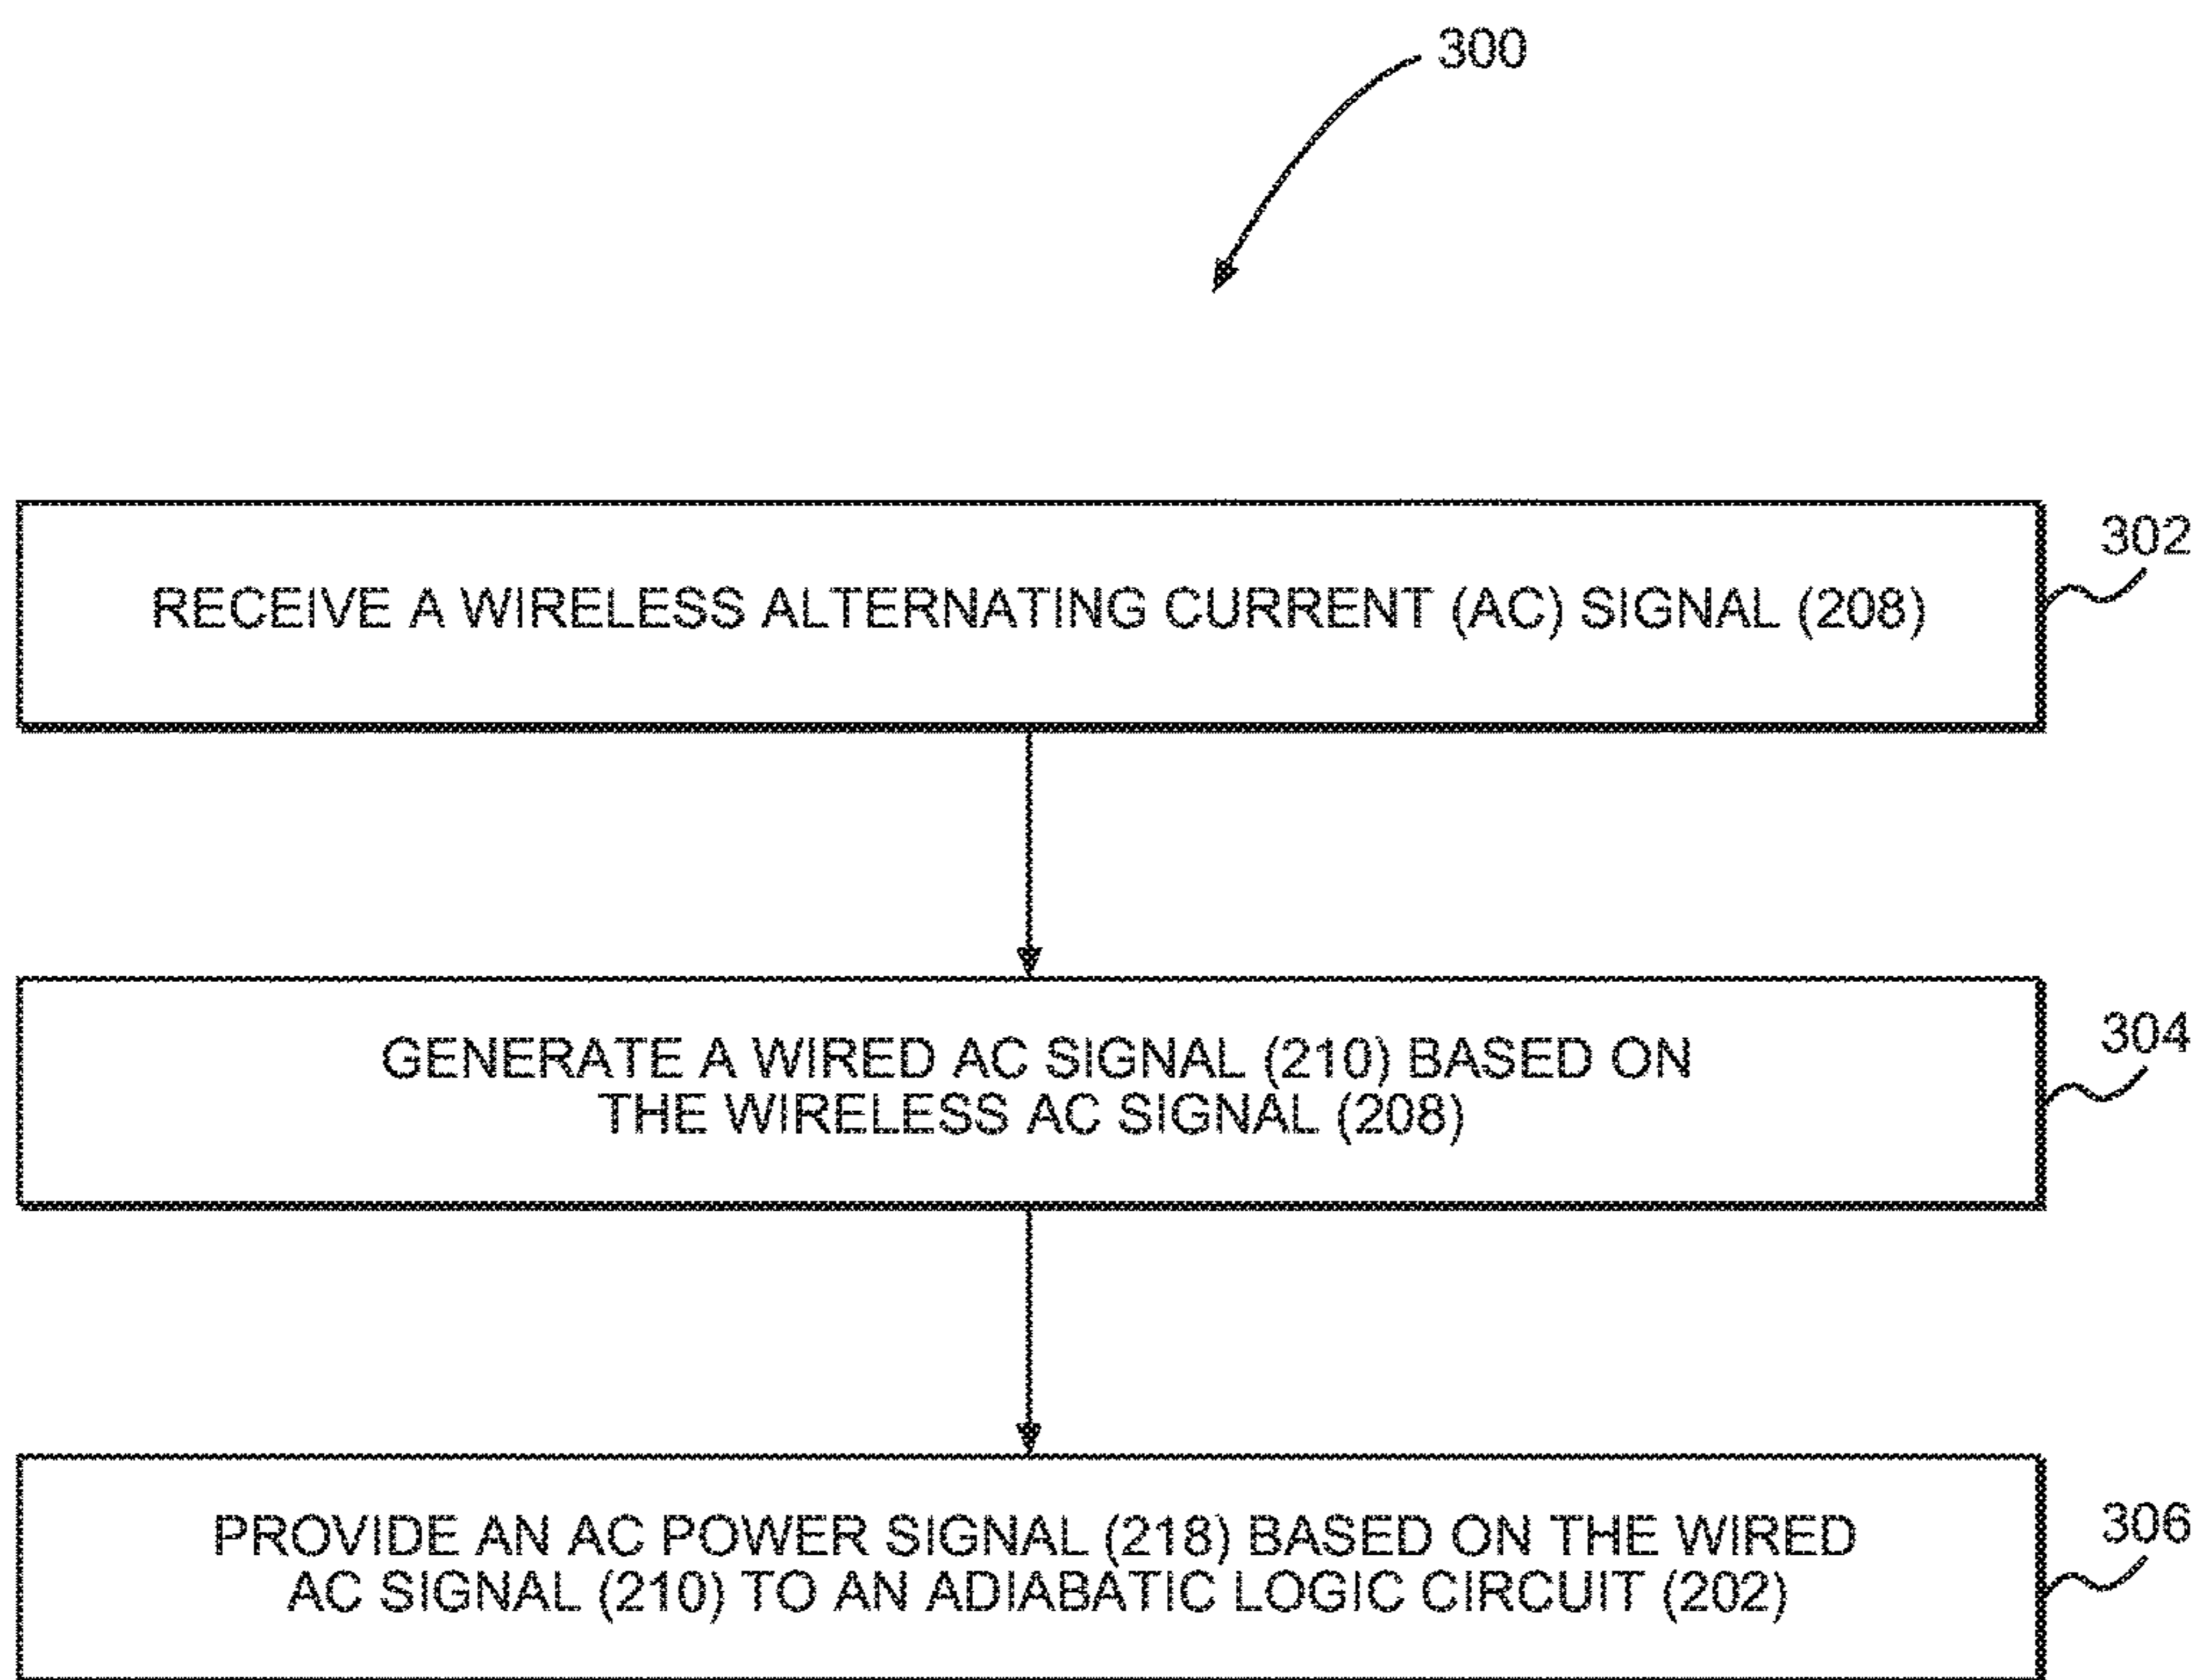 300
RECEIVE A WIRELESS ALTERNATING CURRENT (AC) SIGNAL (208)
302
GENERATE A WIRED AC SIGNAL (210) BASED ON
THE WIRELESS AC SIGNAL (208)
304
PROVIDE AN AC POWER SIGNAL (218) BASED ON THE WIRED
AC SIGNAL (210) TO AN ADIABATIC LOGIC CIRCUIT (202)
306